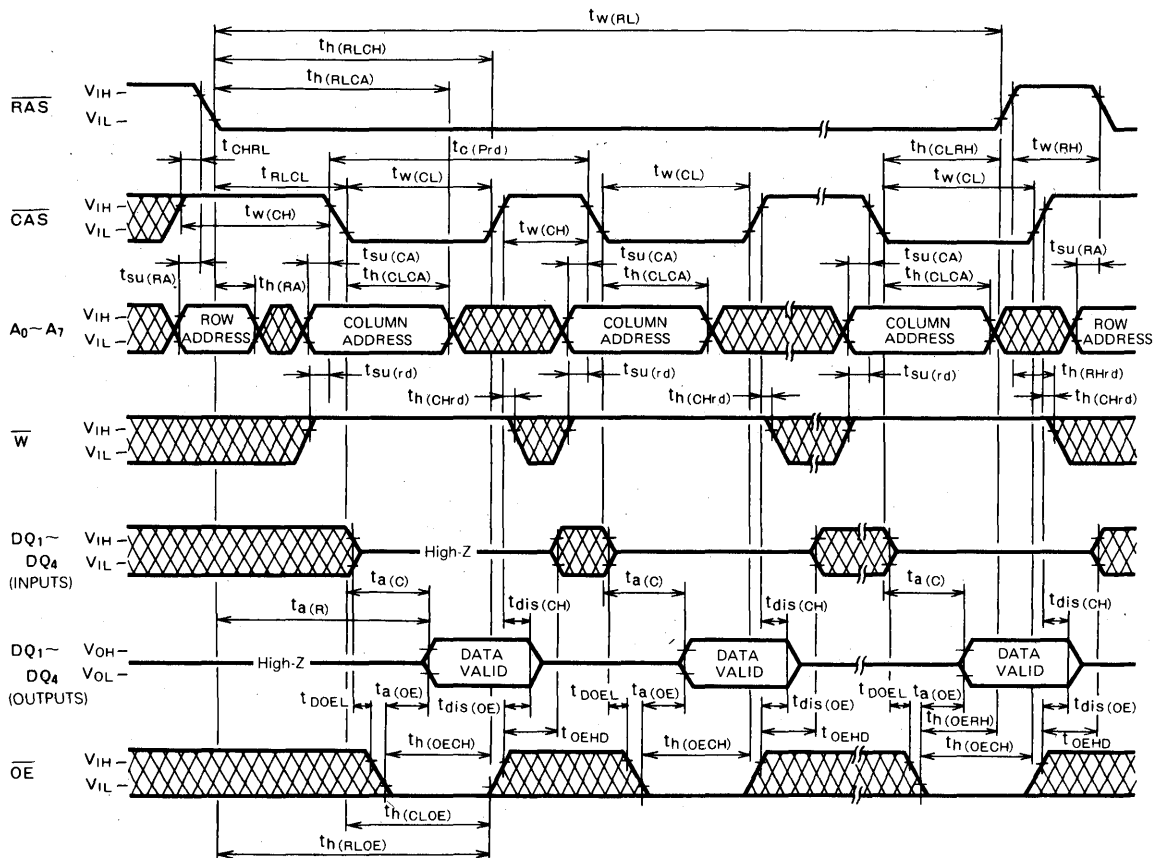 tw(RL)
th(RLCH)
th(RLCA)
RAS
VIH
VIL
tCHRL
tRLCL
tC(Prd)
tw(CL)
tw(CL)
th(CLRH)
tw(RH)
tw(CL)
CAS
VIH
VIL
tw(CH)
tw(CH)
tsu(RA)
th(RA)
tsu(CA)
th(CLCA)
tsu(CA)
th(CLCA)
tsu(CA)
th(CLCA)
tsu(RA)
A0~A7
VIH
VIL
ROW ADDRESS
COLUMN ADDRESS
COLUMN ADDRESS
COLUMN ADDRESS
ROW ADDRESS
tsu(rd)
th(CHrd)
tsu(rd)
th(CHrd)
tsu(rd)
th(RHrd)
th(CHrd)
W
VIH
VIL
DQ1~
DQ4
(INPUTS)
VIH
VIL
High-Z
ta(C)
ta(R)
tdis(CH)
ta(C)
tdis(CH)
ta(C)
tdis(CH)
DQ1~
DQ4
(OUTPUTS)
VOH
VOL
High-Z
DATA VALID
DATA VALID
DATA VALID
tDOEL
ta(OE)
tdis(OE)
tDOEL
ta(OE)
tdis(OE)
tDOEL
ta(OE)
tdis(OE)
th(OERH)
th(OECH)
tOEHD
th(OECH)
tOEHD
th(OECH)
tOEHD
OE
VIH
VIL
th(CLOE)
th(RLOE)